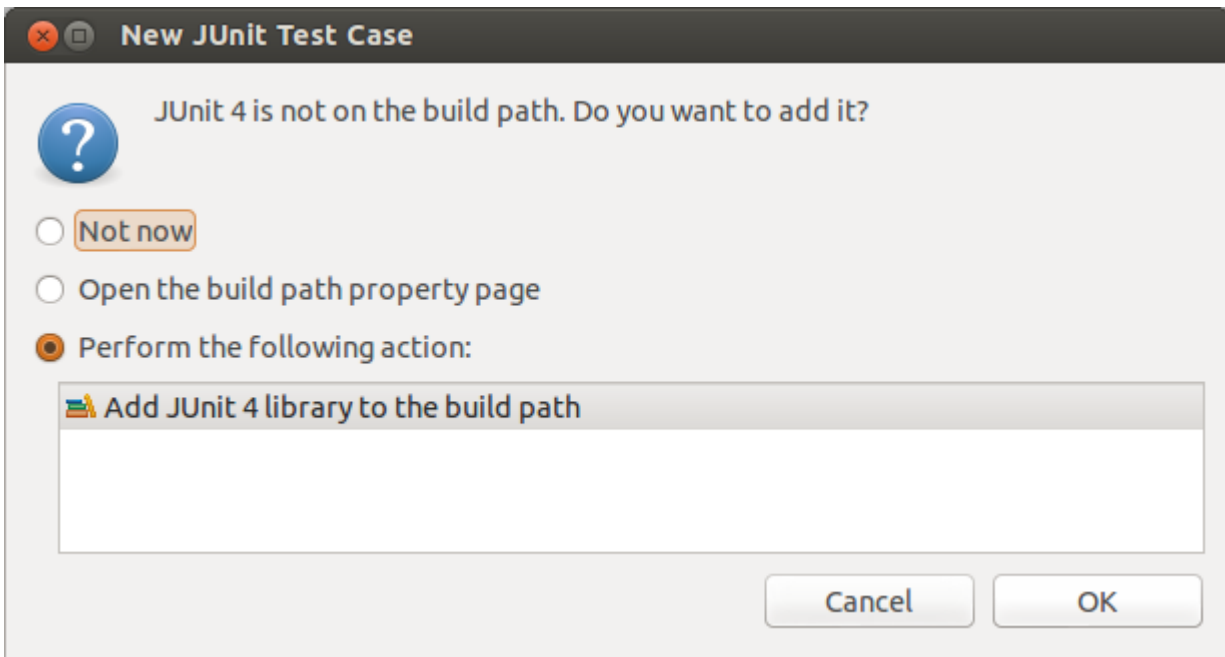 New JUnit Test Case
JUnit 4 is not on the build path. Do you want to add it?
Not now
Open the build path property page
Perform the following action:
Add JUnit 4 library to the build path
Cancel OK